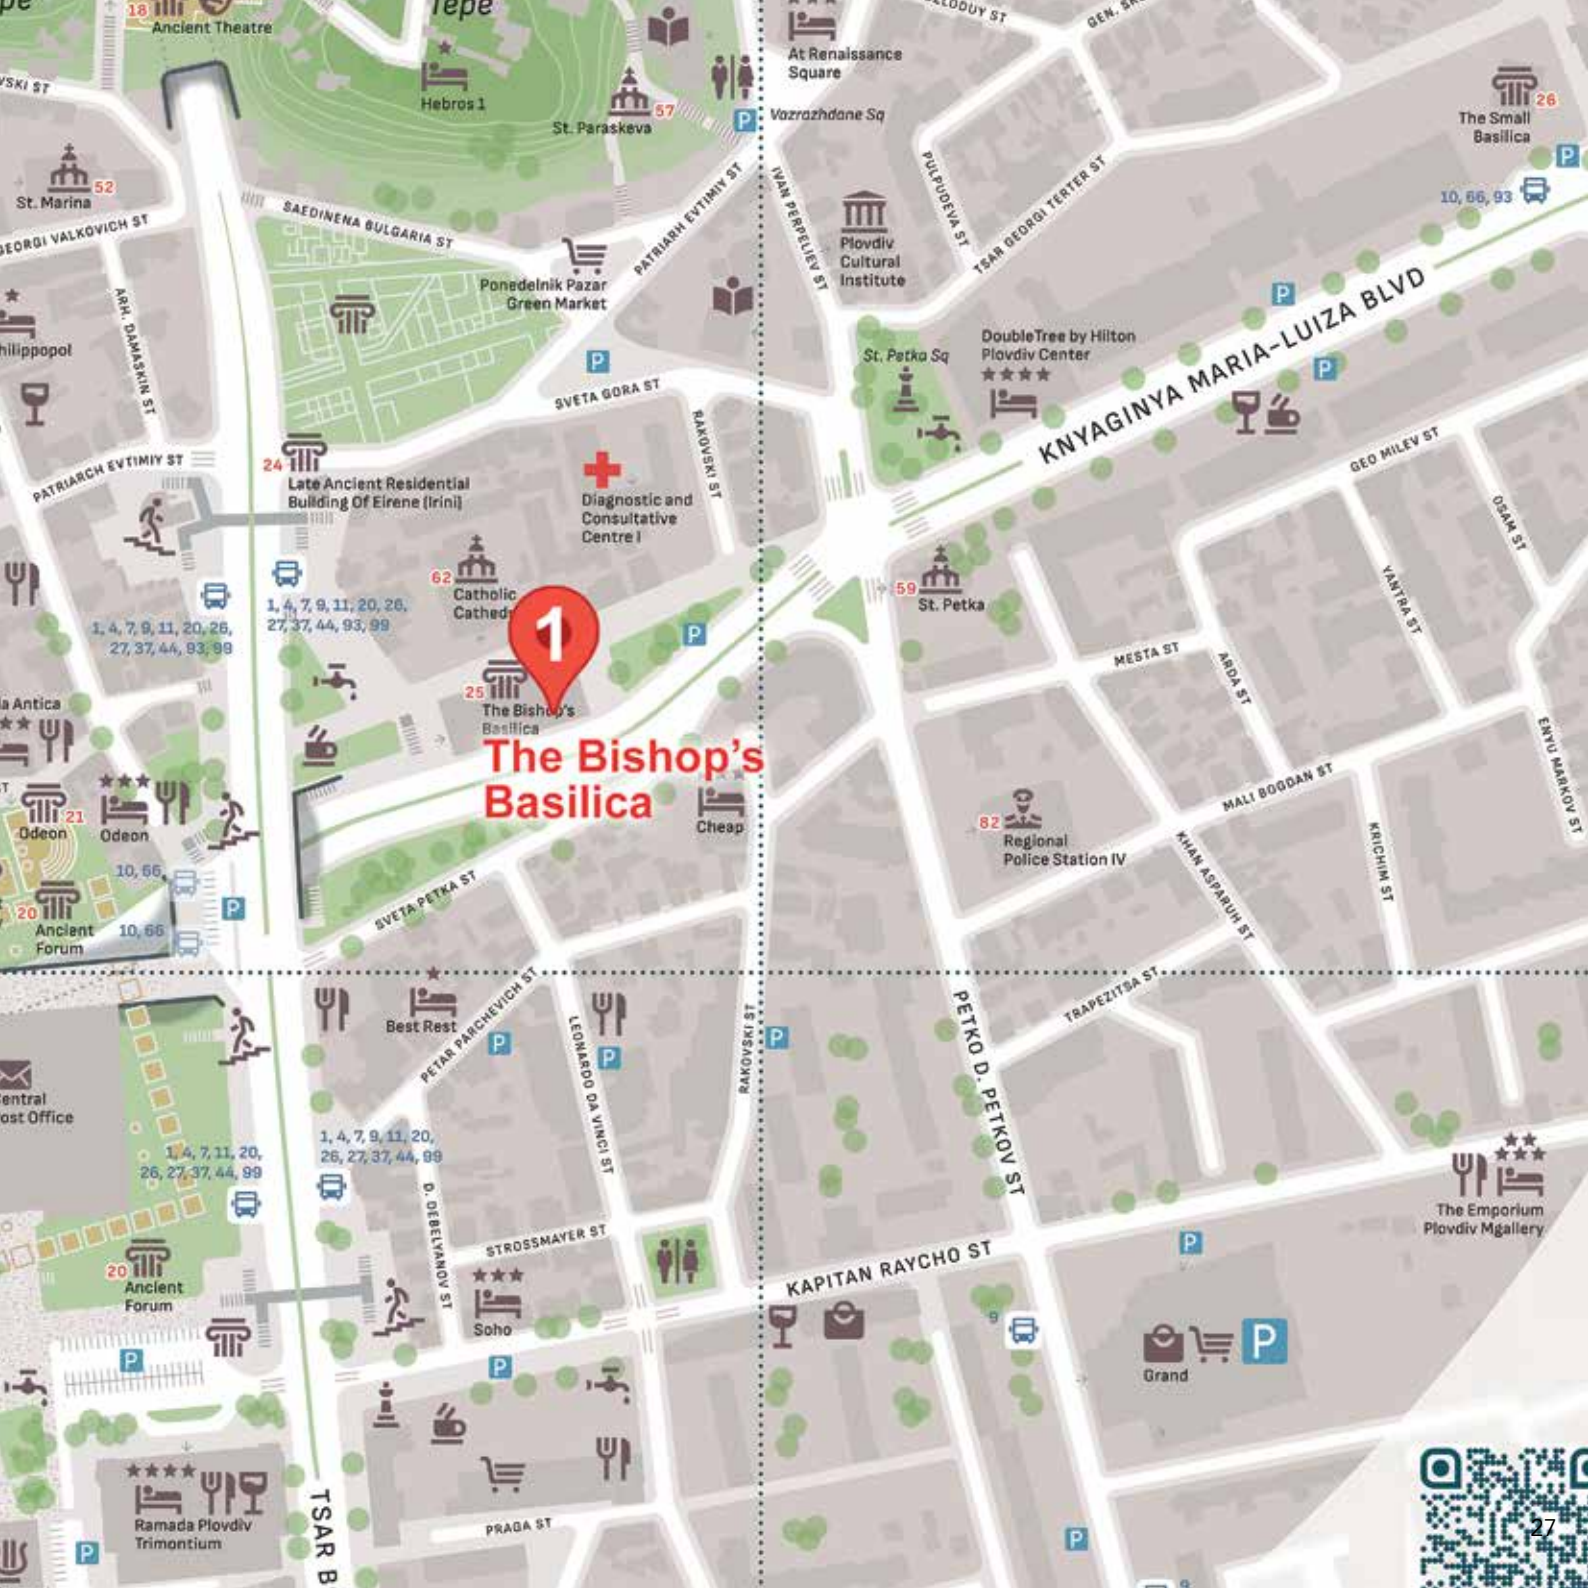 Tepe
18
Ancient Theatre
At Renaissance
Square
GEN.
Hebros 1
St. Paraskeva
57
P
Vazrazhdane Sq
26
The Small
Basilica
P
10, 66, 93
52
St. Marina
GEORGI VALKOVICH ST
SAEDINENA BULGARIA ST
PATRIARH EVTIMIY ST
IVAN PERPELIEV ST
PULPUDEVA ST
TSAR GEORGI TERTER ST
Plovdiv
Cultural
Institute
Ponedelnik Pazar
Green Market
ARH. DAMASKIN ST
P
P
P
DoubleTree by Hilton
Plovdiv Center
St. Petka Sq
KNYAGINYA MARIA-LUIZA BLVD
SVETA GORA ST
RAKOVSKI ST
GEO MILEV ST
OSAM ST
PATRIARCH EVTIMIY ST
24
Late Ancient Residential
Building Of Eirene (Irini)
Diagnostic and
Consultative
Centre I
62
Catholic
59
St. Petka
YANTRA ST
1, 4, 7, 9, 11, 20, 26,
27, 37, 44, 93, 99
1, 4, 7, 9, 11, 20, 26,
27, 37, 44, 93, 99
1
P
MESTA ST
ARDA ST
25
The Bishop's
Basilica
The Bishop’s
Basilica
Antica
ENYU MARKOV ST
MALI BOGDAN ST
Cheap
82
Regional
Police Station IV
21
Odeon
Odeon
KHAN ASPARUH ST
KRICHIM ST
10, 66
P
SVETA PETKA ST
20
Ancient
Forum
10, 66
Best Rest
PETAR PARCHEVICH ST
P
LEONARDO DA VINCI ST
P
RAKOVSKI ST
P
PETKO D. PETKOV ST
TRAPEZITSA ST
1, 4, 7, 11, 20,
26, 27, 37, 44, 99
1, 4, 7, 9, 11, 20,
26, 27, 37, 44, 99
D. DEBELYANOV ST
STROSSMAYER ST
The Emporium
Plovdiv Mgallery
P
KAPITAN RAYCHO ST
20
Ancient
Forum
Soho
9
P
Grand
P
P
Ramada Plovdiv
Trimontium
P
TSAR B
PRAGA ST
P
27
9